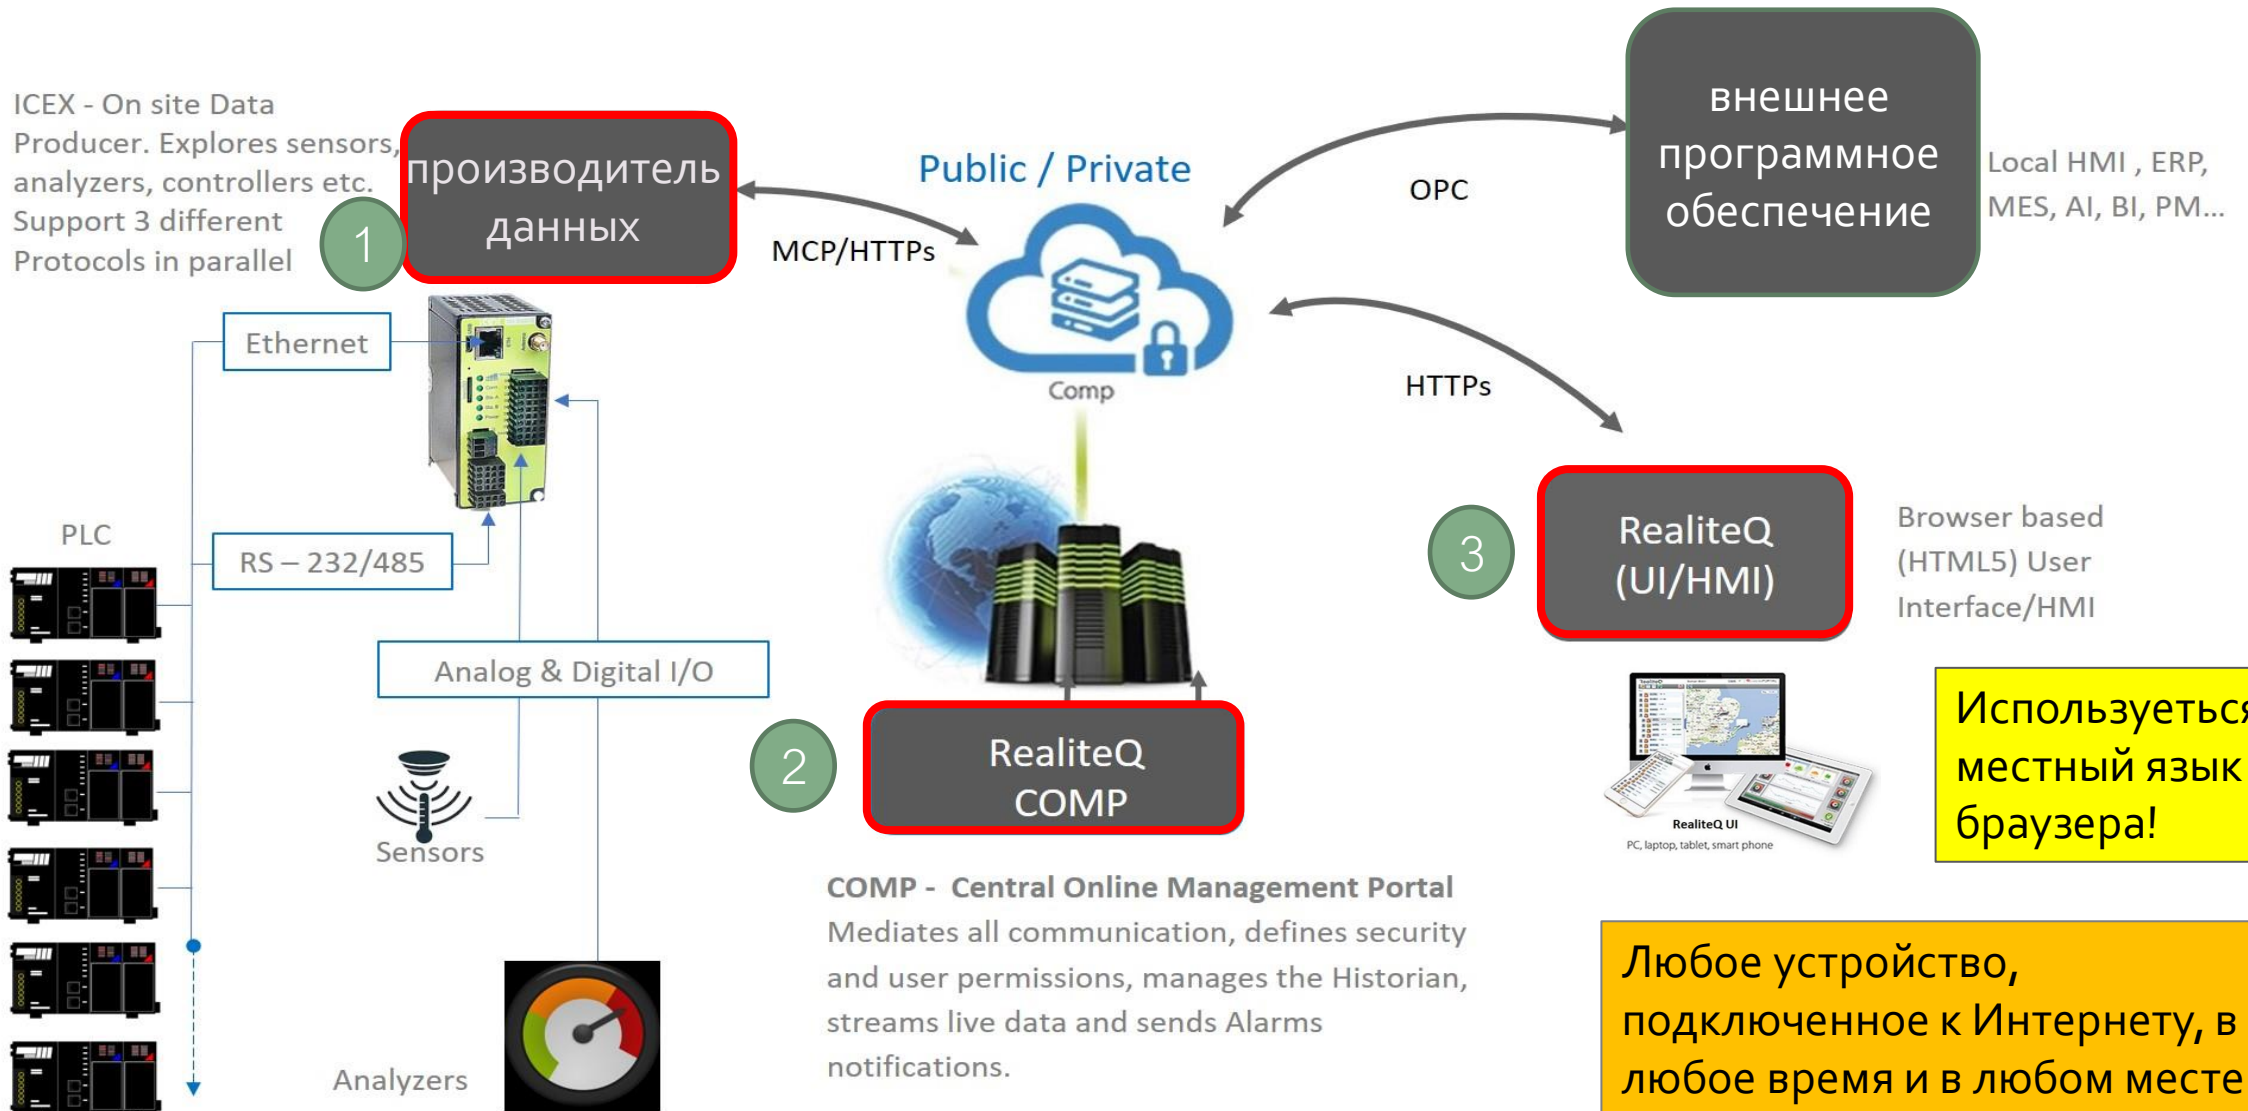 ICEX - On site Data
Producer. Explores sensors,
analyzers, controllers etc.
Support 3 different
Protocols in parallel
1
производитель
данных
MCP/HTTPs
Public / Private
Comp
OPC
внешнее
программное
обеспечение
Local HMI , ERP,
MES, AI, BI, PM...
HTTPs
Ethernet
PLC
RS – 232/485
Analog & Digital I/O
Sensors
Analyzers
2
RealiteQ
COMP
COMP - Central Online Management Portal
Mediates all communication, defines security
and user permissions, manages the Historian,
streams live data and sends Alarms
notifications.
3
RealiteQ
(UI/HMI)
Browser based
(HTML5) User
Interface/HMI
RealiteQ UI
PC, laptop, tablet, smart phone
Используеться
местный язык
браузера!
Любое устройство,
подключенное к Интернету, в
любое время и в любом месте